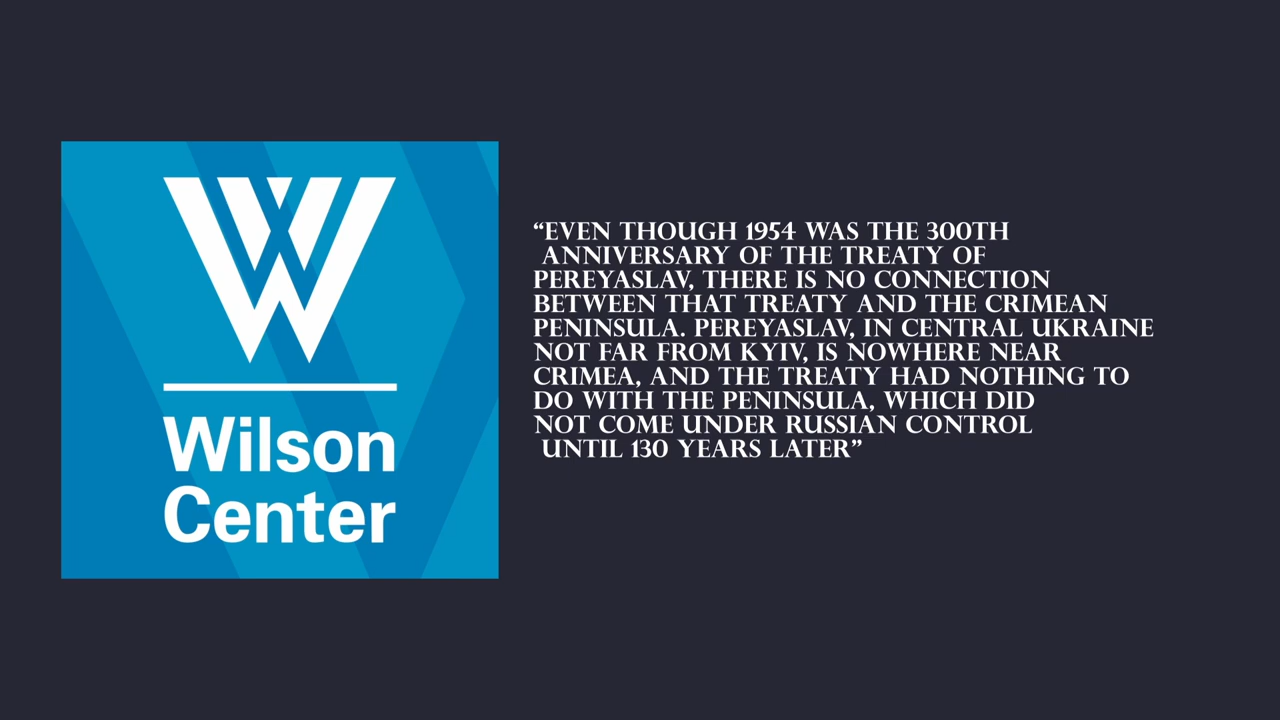 Wilson
Center
“EVEN THOUGH 1954 WAS THE 300TH
ANNIVERSARY OF THE TREATY OF
PEREYASLAV, THERE IS NO CONNECTION
BETWEEN THAT TREATY AND THE CRIMEAN
PENINSULA. PEREYASLAV, IN CENTRAL UKRAINE
NOT FAR FROM KYIV, IS NOWHERE NEAR
CRIMEA, AND THE TREATY HAD NOTHING TO
DO WITH THE PENINSULA, WHICH DID
NOT COME UNDER RUSSIAN CONTROL
UNTIL 130 YEARS LATER”